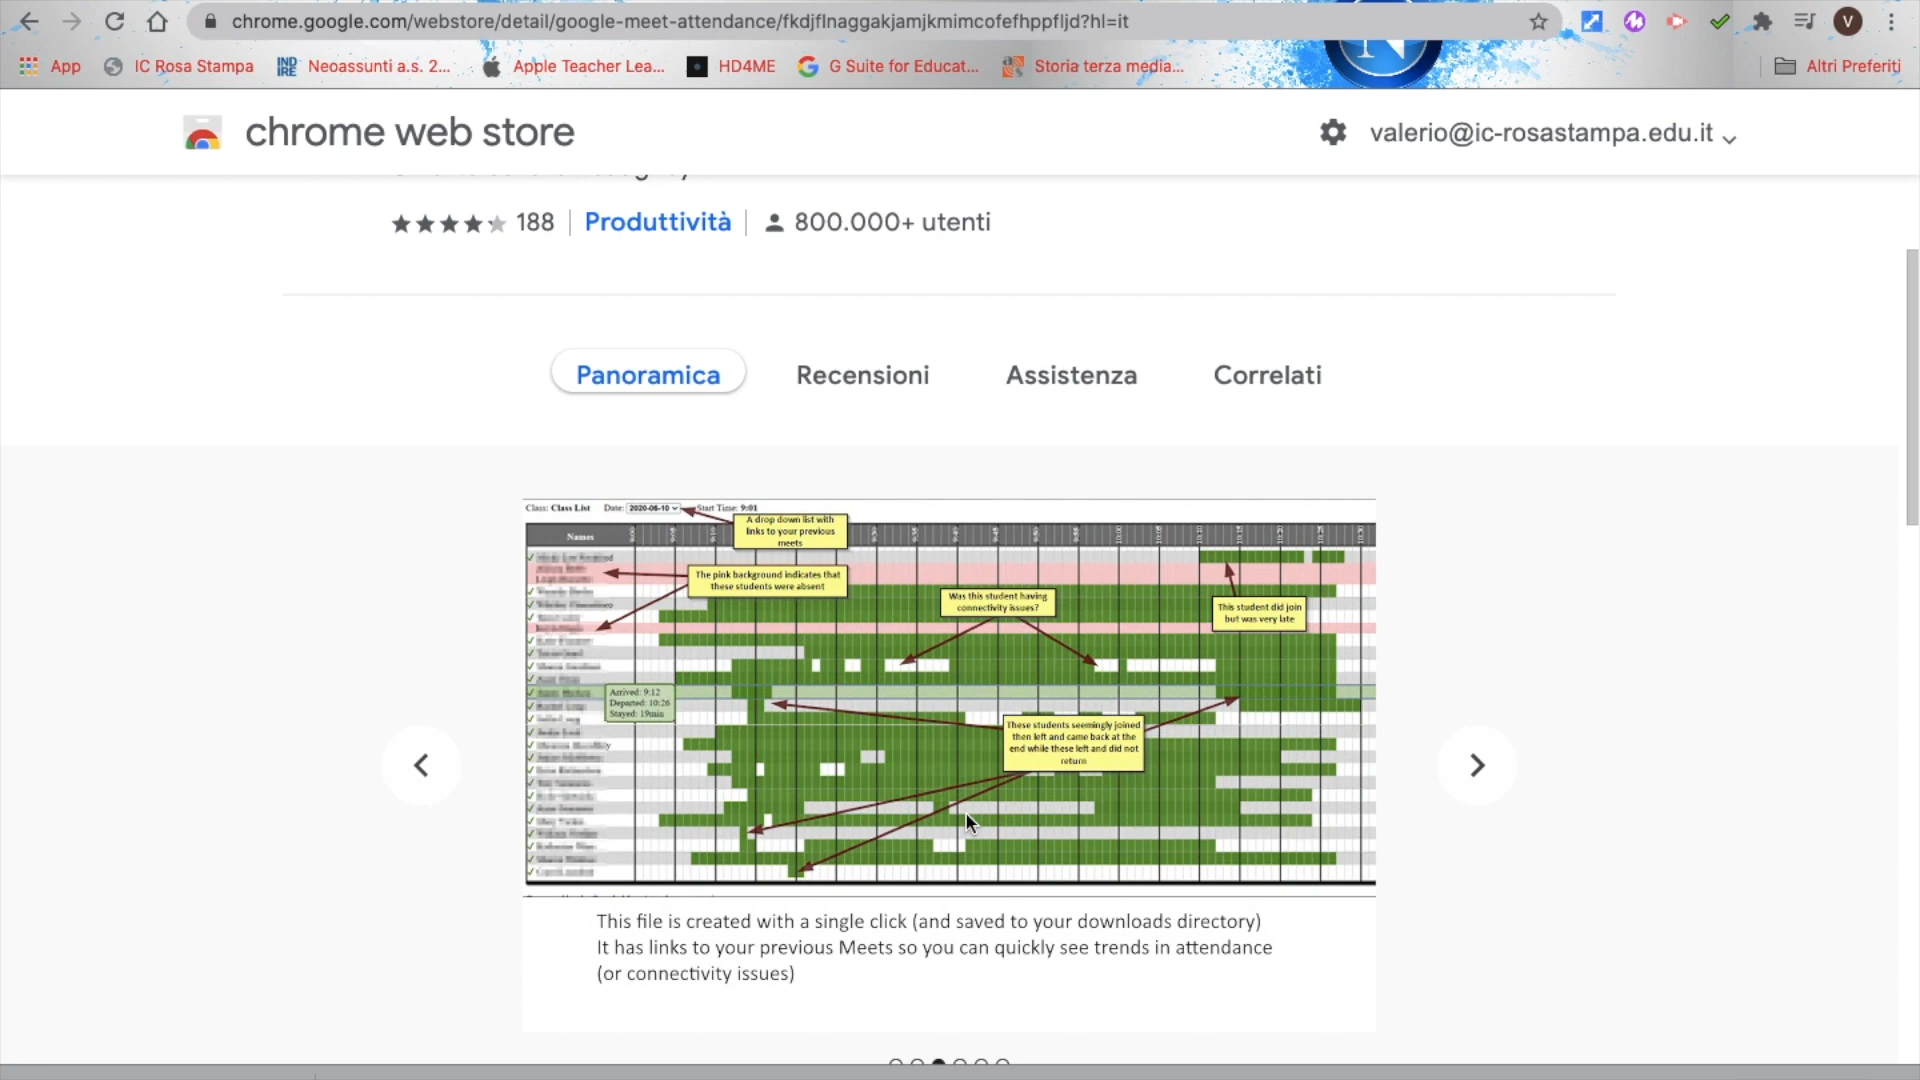 chrome.google.com/webstore/detail/google-meet-attendance/fkdjflnaggakjamjkmimcofefhppfljd?hl=it
V
App
IC Rosa Stampa
Neoassunti a.s. 2...
Apple Teacher Lea...
HD4ME
G Suite for Educat...
Storia terza media...
Altri Preferiti
chrome web store
valerio@ic-rosastampa.edu.it
188
Produttività
800.000+ utenti
Panoramica
Recensioni
Assistenza
Correlati
Class: Class List Date: 2020-06-10 Start Time: 9:01
A drop down list with
links to your previous
meets
Names
The pink background indicates that
these students were absent
Was this student having
connectivity issues?
This student did join
but was very late
Arrived: 9:12
Departed: 10:26
Stayed: 19min
These students seemingly joined
then left and came back at the
end while these left and did not
return
This file is created with a single click (and saved to your downloads directory)
It has links to your previous Meets so you can quickly see trends in attendance
(or connectivity issues)